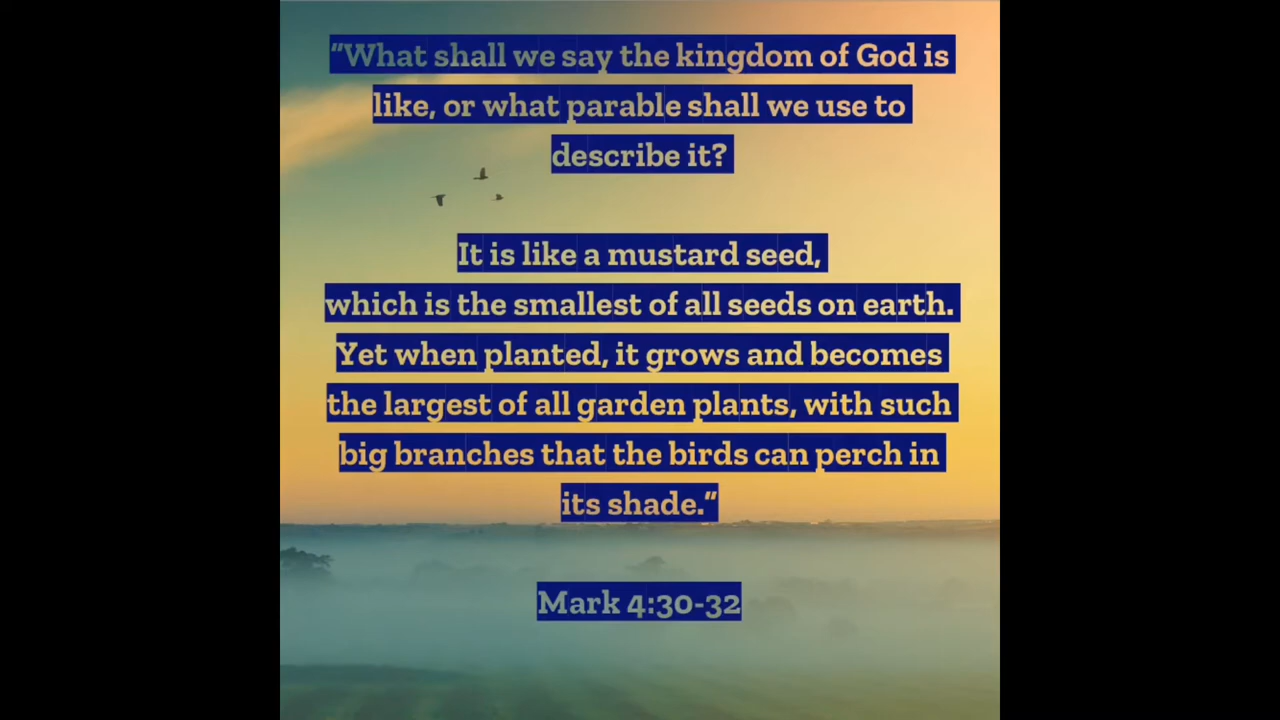 "What shall we say the kingdom of God is
like, or what parable shall we use to
describe it?
It is like a mustard seed,
which is the smallest of all seeds on earth.
Yet when planted, it grows and becomes
the largest of all garden plants, with such
big branches that the birds can perch in
its shade."
Mark 4:30-32